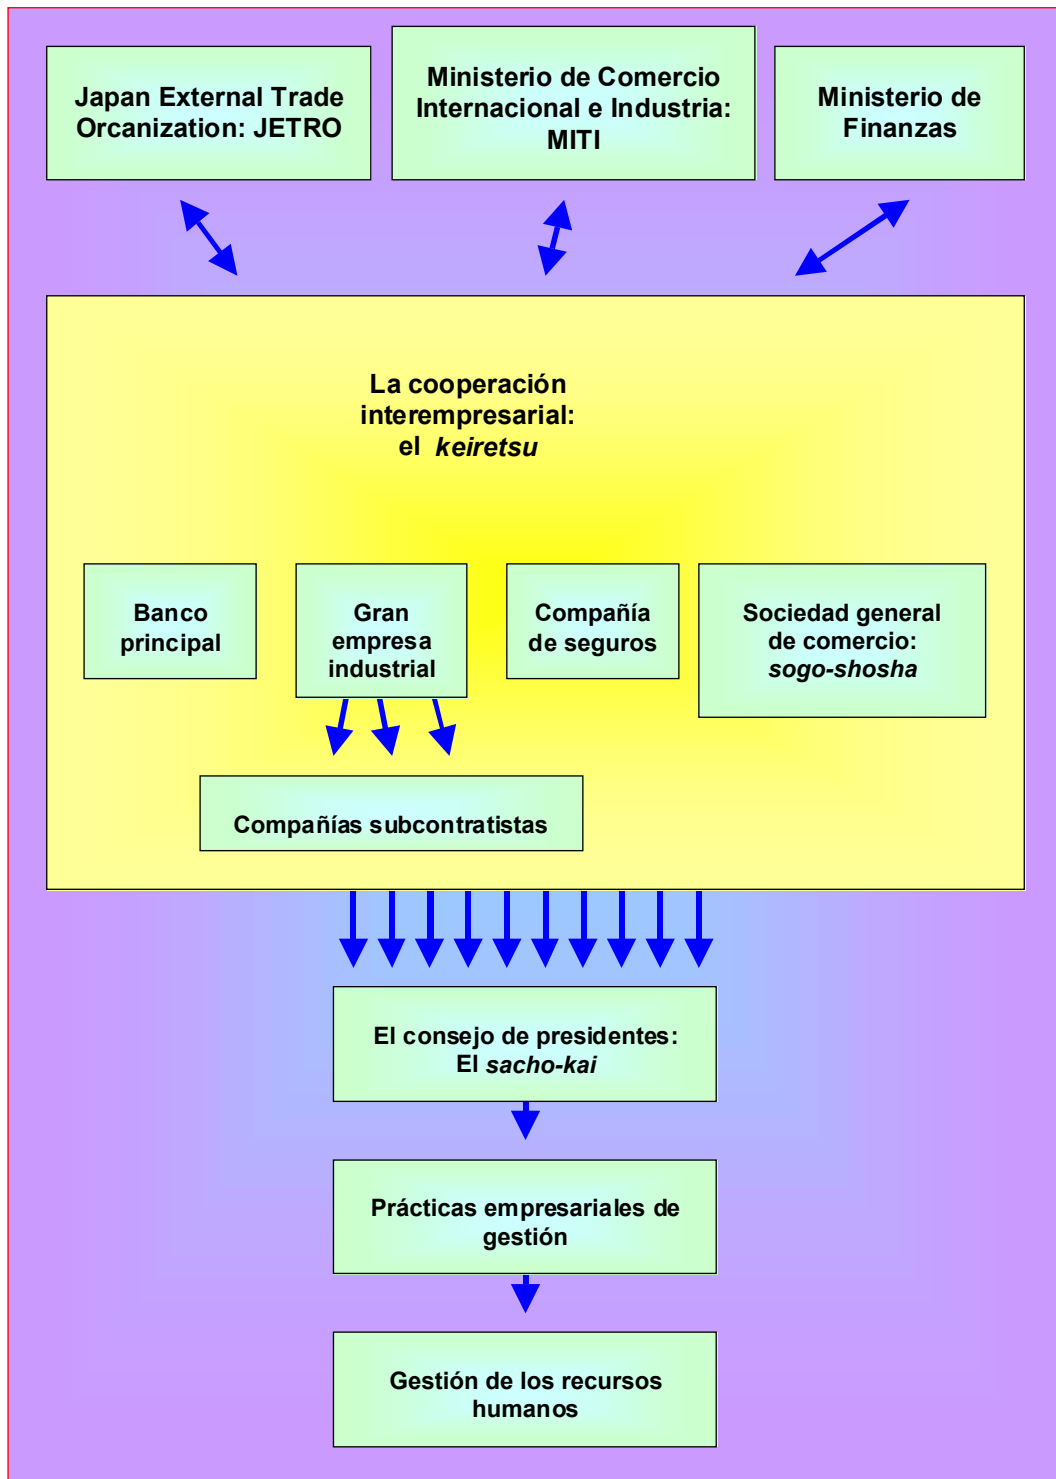 Japan External Trade
Orcanization: JETRO
Ministerio de Comercio
Internacional e Industria:
MITI
Ministerio de
Finanzas
La cooperación
interempresarial:
el keiretsu
Banco
principal
Gran
empresa
industrial
Compañía
de seguros
Sociedad general
de comercio:
sogo-shosha
Compañías subcontratistas
El consejo de presidentes:
El sacho-kai
Prácticas empresariales de
gestión
Gestión de los recursos
humanos